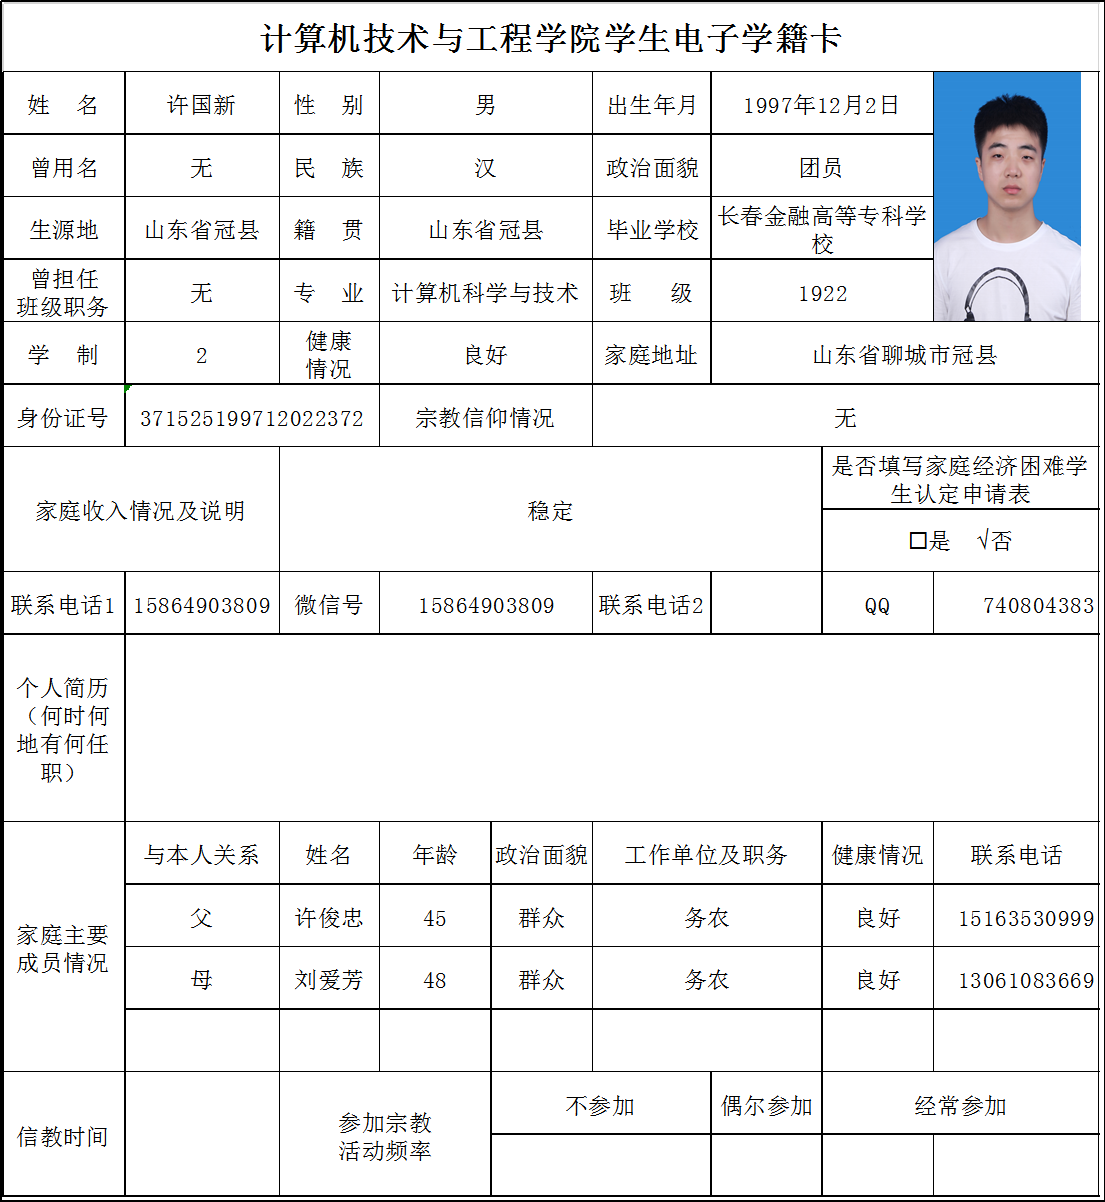 计算机技术与工程学院学生电子学籍卡
姓 名 许国新 性 别 男 出生年月 1997年12月2日
曾用名 无 民 族 汉 政治面貌 团员
生源地 山东省冠县 籍 贯 山东省冠县 毕业学校 长春金融高等专科学
校
曾担任
班级职务 无 专 业 计算机科学与技术 班 级 1922
学 制 2 健康
情况 良好 家庭地址 山东省聊城市冠县
身份证号 371525199712022372 宗教信仰情况 无
家庭收入情况及说明 稳定 是否填写家庭经济困难学
生认定申请表
□是 √否
联系电话1 15864903809 微信号 15864903809 联系电话2 QQ 740804383
个人简历
（何时何
地有何任
职）
家庭主要
成员情况
与本人关系 姓名 年龄 政治面貌 工作单位及职务 健康情况 联系电话
父 许俊忠 45 群众 务农 良好 15163530999
母 刘爱芳 48 群众 务农 良好 13061083669
信教时间 参加宗教
活动频率 不参加 偶尔参加 经常参加